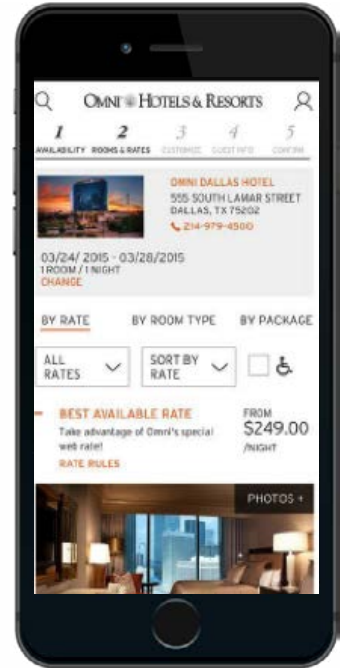 OMNI HOTELS & RESORTS
1 2 3 4 5
AVAILABILITY ROOMS & RATES CUSTOMIZE GUEST INFO CONFIRM
OMNI DALLAS HOTEL
555 SOUTH LAMAR STREET
DALLAS, TX 75202
214-979-4500
03/24/ 2015 - 03/28/2015
1 ROOM / 1 NIGHT
CHANGE
BY RATE BY ROOM TYPE BY PACKAGE
ALL RATES
SORT BY RATE
BEST AVAILABLE RATE
Take advantage of Omni's special
web rate!
RATE RULES
FROM
$249.00
/NIGHT
PHOTOS +